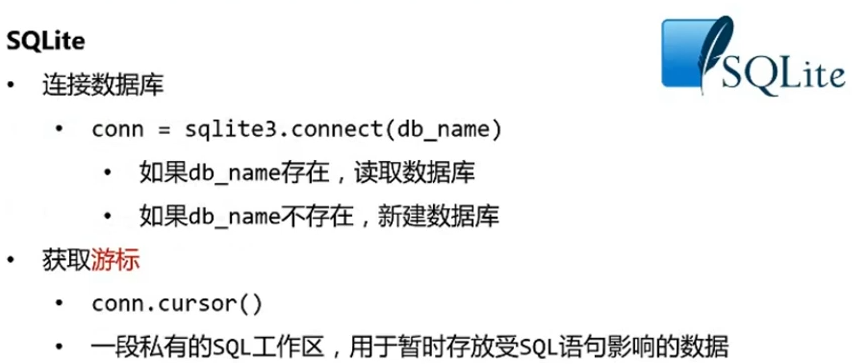 SQLite
SQLite
• 连接数据库
• conn = sqlite3.connect(db_name)
• 如果db_name存在，读取数据库
• 如果db_name不存在，新建数据库
• 获取游标
• conn.cursor()
• 一段私有的SQL工作区，用于暂时存放受SQL语句影响的数据